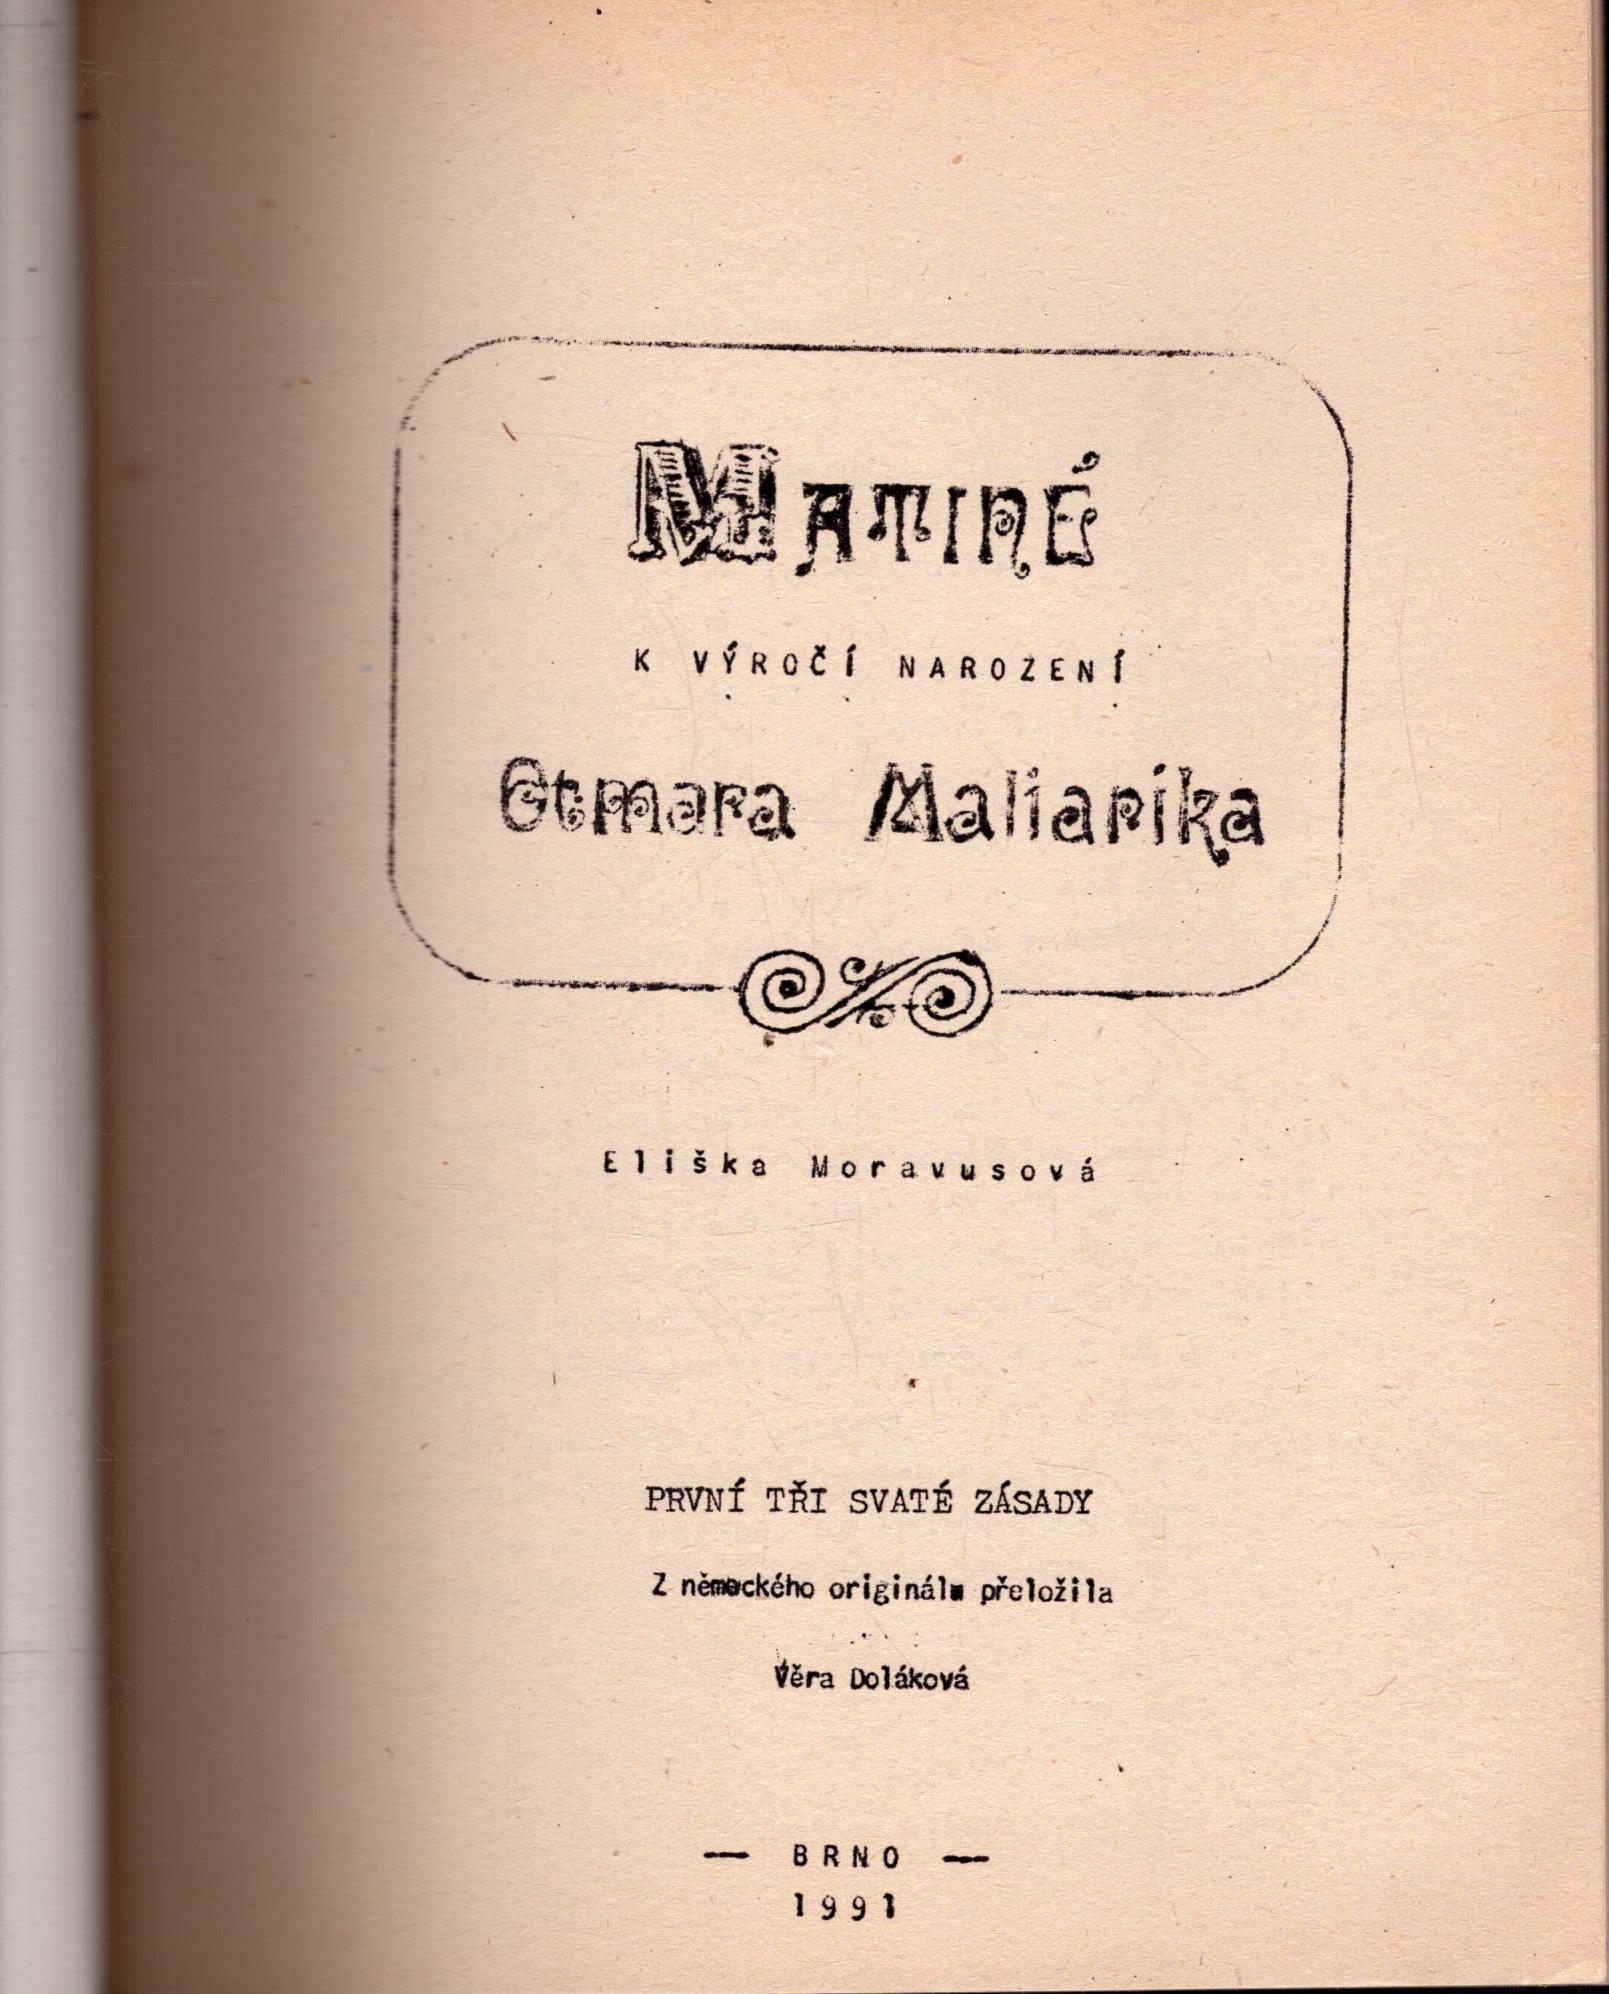 MATINÉ
K VÝROČÍ NAROZENÍ
Otmara Maliarika
Eliška Moravusová
PRVNÍ TŘI SVATÉ ZÁSADY
Z německého originálu přeložila
Věra Doláková
— BRNO —
1991